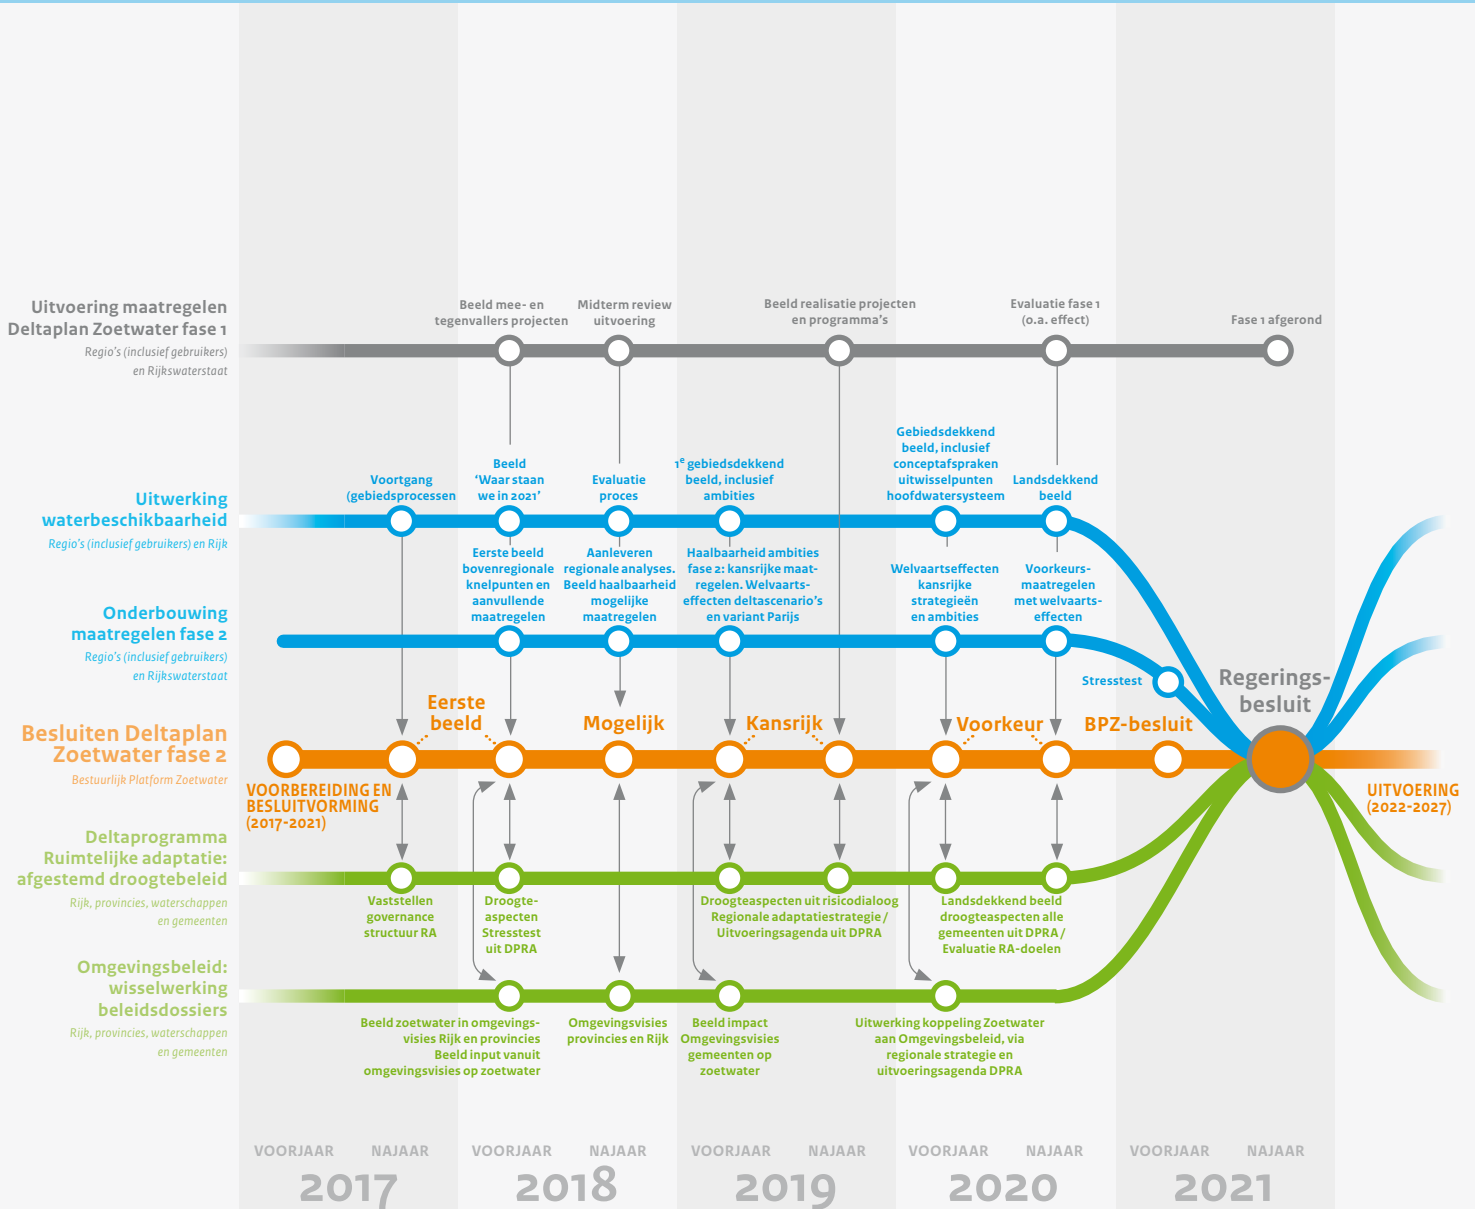 Uitvoering maatregelen
Deltaplan Zoetwater fase 1
Regio's (inclusief gebruikers)
en Rijkswaterstaat
Beeld mee- en
tegenvallers projecten
Midterm review
uitvoering
Beeld realisatie projecten
en programma's
Evaluatie fase 1
(o.a. effect)
Fase 1 afgerond
Uitwerking
waterbeschikbaarheid
Regio's (inclusief gebruikers) en Rijk
Voortgang
(gebiedsprocessen
Beeld
‘Waar staan
we in 2021’
Evaluatie
proces
1e gebiedsdekkend
beeld, inclusief
ambities
Gebiedsdekkend
beeld, inclusief
conceptafspraken
uitwisselpunten
hoofdwatersysteem
Landsdekkend
beeld
Onderbouwing
maatregelen fase 2
Regio's (inclusief gebruikers)
en Rijkswaterstaat
Eerste beeld
bovenregionale
knelpunten en
aanvullende
maatregelen
Aanleveren
regionale analyses.
Beeld haalbaarheid
mogelijke
maatregelen
Haalbaarheid ambities
fase 2: kansrijke maat-
regelen. Welvaarts-
effecten deltascenario's
en variant Parijs
Welvaartseffecten
kansrijke
strategieën
en ambities
Voorkeurs-
maatregelen
met welvaarts-
effecten
Stresstest
Regerings-
besluit
Besluiten Deltaplan
Zoetwater fase 2
Bestuurlijk Platform Zoetwater
Eerste
beeld
Mogelijk
Kansrijk
Voorkeur
BPZ-besluit
VOORBEREIDING EN
BESLUITVORMING
(2017-2021)
UITVOERING
(2022-2027)
Deltaprogramma
Ruimtelijke adaptatie:
afgestemd droogtebeleid
Rijk, provincies, waterschappen
en gemeenten
Vaststellen
governance
structuur RA
Droogte-
aspecten
Stresstest
uit DPRA
Droogteaspecten uit risicodialoog
Regionale adaptatiestrategie /
Uitvoeringsagenda uit DPRA
Landsdekkend beeld
droogteaspecten alle
gemeenten uit DPRA /
Evaluatie RA-doelen
Omgevingsbeleid:
wisselwerking
beleidsdossiers
Rijk, provincies, waterschappen
en gemeenten
Beeld zoetwater in omgevings-
visies Rijk en provincies
Beeld input vanuit
omgevingsvisies op zoetwater
Omgevingsvisies
provincies en Rijk
Beeld impact
Omgevingsvisies
gemeenten op
zoetwater
Uitwerking koppeling Zoetwater
aan Omgevingsbeleid, via
regionale strategie en
uitvoeringsagenda DPRA
VOORJAAR NAJAAR VOORJAAR NAJAAR VOORJAAR NAJAAR VOORJAAR NAJAAR VOORJAAR NAJAAR
2017 2018 2019 2020 2021